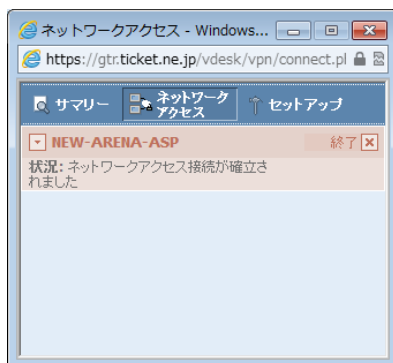 ネットワークアクセス - Windows...
https://gtr.ticket.ne.jp/vdesk/vpn/connect.pl
サマリー
ネットワーク
アクセス
セットアップ
NEW-ARENA-ASP 終了
状況: ネットワークアクセス接続が確立さ
れました